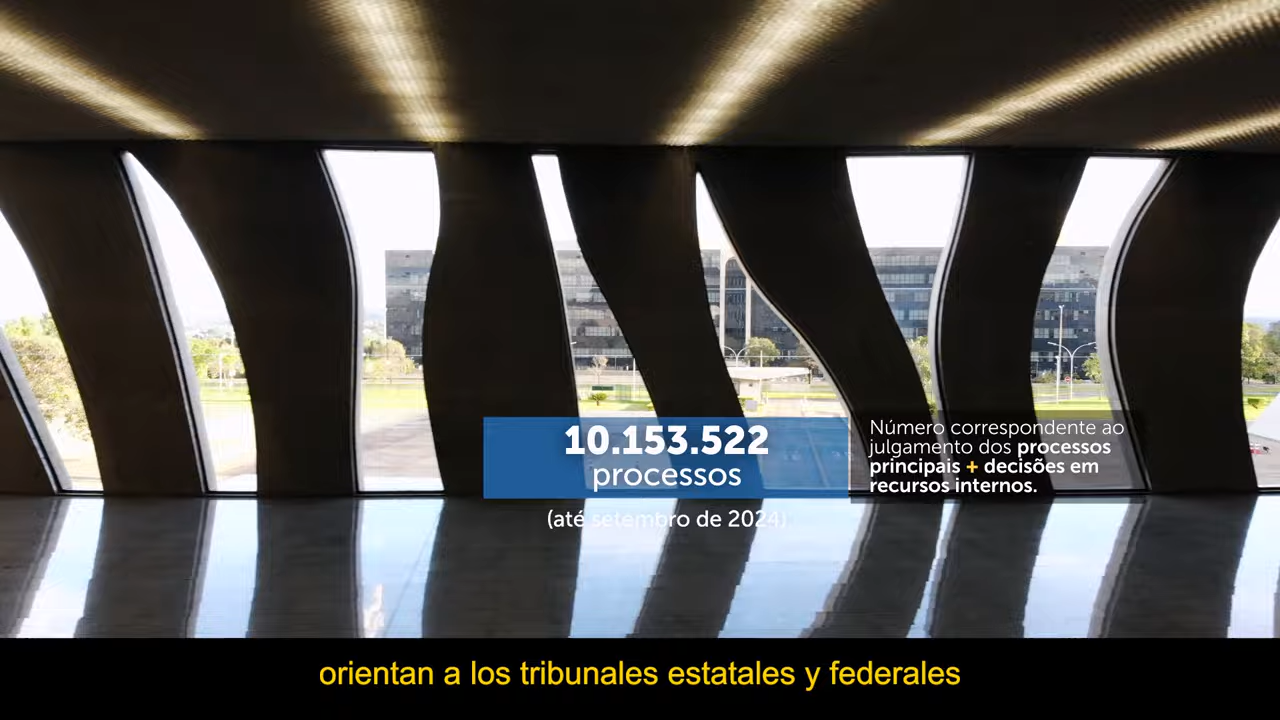 10.153.522
processos
(até setembro de 2024)
Número correspondente ao
julgamento dos processos
principais + decisões em
recursos internos.
orientan a los tribunales estatales y federales